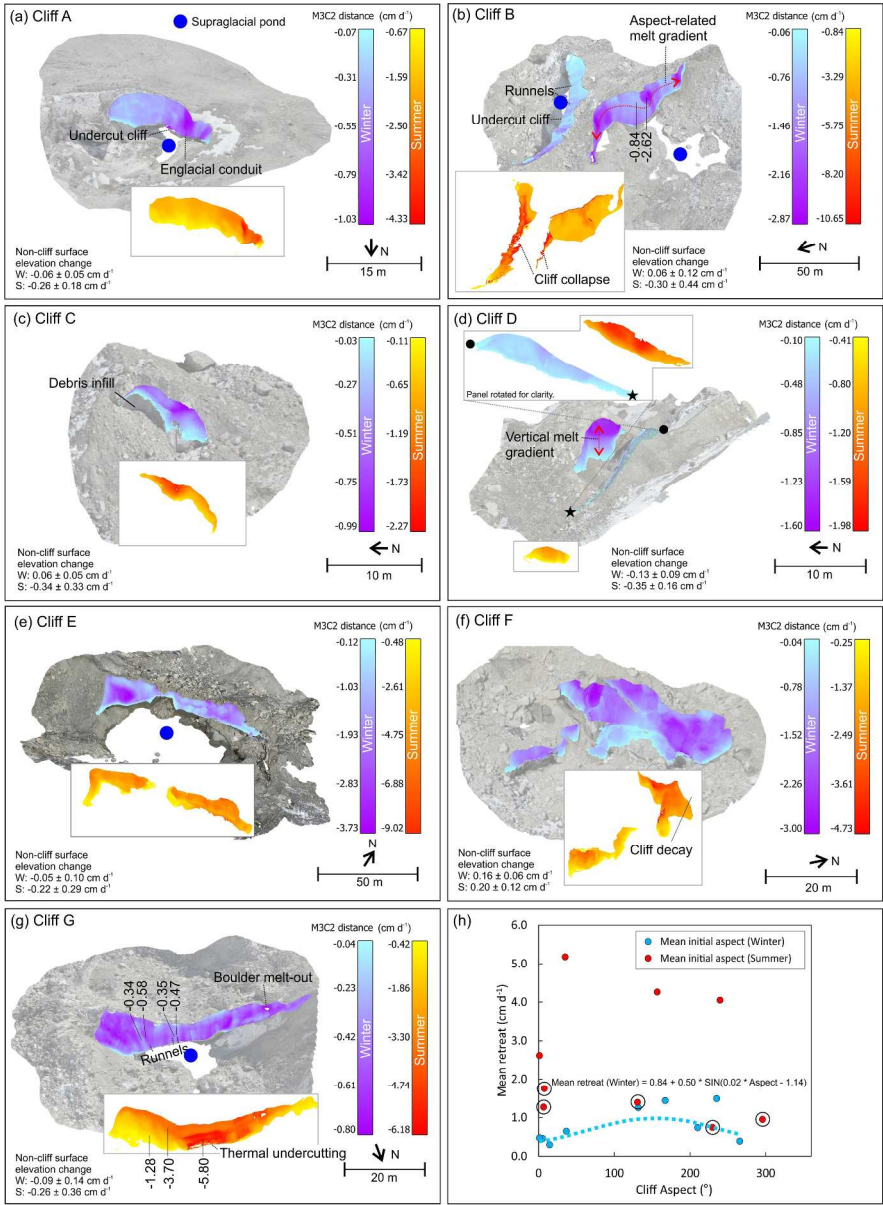 (a) Cliff A
Supraglacial pond
M3C2 distance (cm d-1)
-0.07
-0.31
-0.55
-0.79
-1.03
Winter
-0.67
-1.59
-2.50
-3.42
-4.33
Summer
Undercut cliff
Englacial conduit
Non-cliff surface
elevation change
W: -0.06 ± 0.05 cm d-1
S: -0.26 ± 0.18 cm d-1
N
15 m
(b) Cliff B
Aspect-related
melt gradient
M3C2 distance (cm d-1)
-0.06
-0.76
-1.46
-2.16
-2.87
Winter
-0.84
-3.29
-5.75
-8.20
-10.65
Summer
Runnels
Undercut cliff
-0.84
-2.62
Cliff collapse
Non-cliff surface
elevation change
W: 0.06 ± 0.12 cm d-1
S: -0.30 ± 0.44 cm d-1
N
50 m
(c) Cliff C
M3C2 distance (cm d-1)
-0.03
-0.27
-0.51
-0.75
-0.99
Winter
-0.11
-0.65
-1.19
-1.73
-2.27
Summer
Debris infill
Non-cliff surface
elevation change
W: 0.06 ± 0.05 cm d-1
S: -0.34 ± 0.33 cm d-1
N
10 m
(d) Cliff D
M3C2 distance (cm d-1)
-0.10
-0.48
-0.85
-1.23
-1.60
Winter
-0.41
-0.80
-1.20
-1.59
-1.98
Summer
Panel rotated for clarity.
Vertical melt
gradient
Non-cliff surface
elevation change
W: -0.13 ± 0.09 cm d-1
S: -0.35 ± 0.16 cm d-1
N
10 m
(e) Cliff E
M3C2 distance (cm d-1)
-0.12
-1.03
-1.93
-2.83
-3.73
Winter
-0.48
-2.61
-4.75
-6.88
-9.02
Summer
Non-cliff surface
elevation change
W: -0.05 ± 0.10 cm d-1
S: -0.22 ± 0.29 cm d-1
N
50 m
(f) Cliff F
M3C2 distance (cm d-1)
-0.04
-0.78
-1.52
-2.26
-3.00
Winter
-0.25
-1.37
-2.49
-3.61
-4.73
Summer
Cliff decay
Non-cliff surface
elevation change
W: 0.16 ± 0.06 cm d-1
S: 0.20 ± 0.12 cm d-1
N
20 m
(g) Cliff G
M3C2 distance (cm d-1)
-0.04
-0.23
-0.42
-0.61
-0.80
Winter
-0.42
-1.86
-3.30
-4.74
-6.18
Summer
Boulder melt-out
-0.34
-0.58
-0.35
-0.47
Runnels
Thermal undercutting
-1.28
-3.70
-5.80
Non-cliff surface
elevation change
W: -0.09 ± 0.14 cm d-1
S: -0.26 ± 0.36 cm d-1
N
20 m
(h)
6.0
5.0
4.0
3.0
2.0
1.0
0.0
Mean retreat (cm d-1)
Mean initial aspect (Winter)
Mean initial aspect (Summer)
Mean retreat (Winter) = 0.84 + 0.50 * SIN(0.02 * Aspect - 1.14)
0
100
200
300
Cliff Aspect (°)